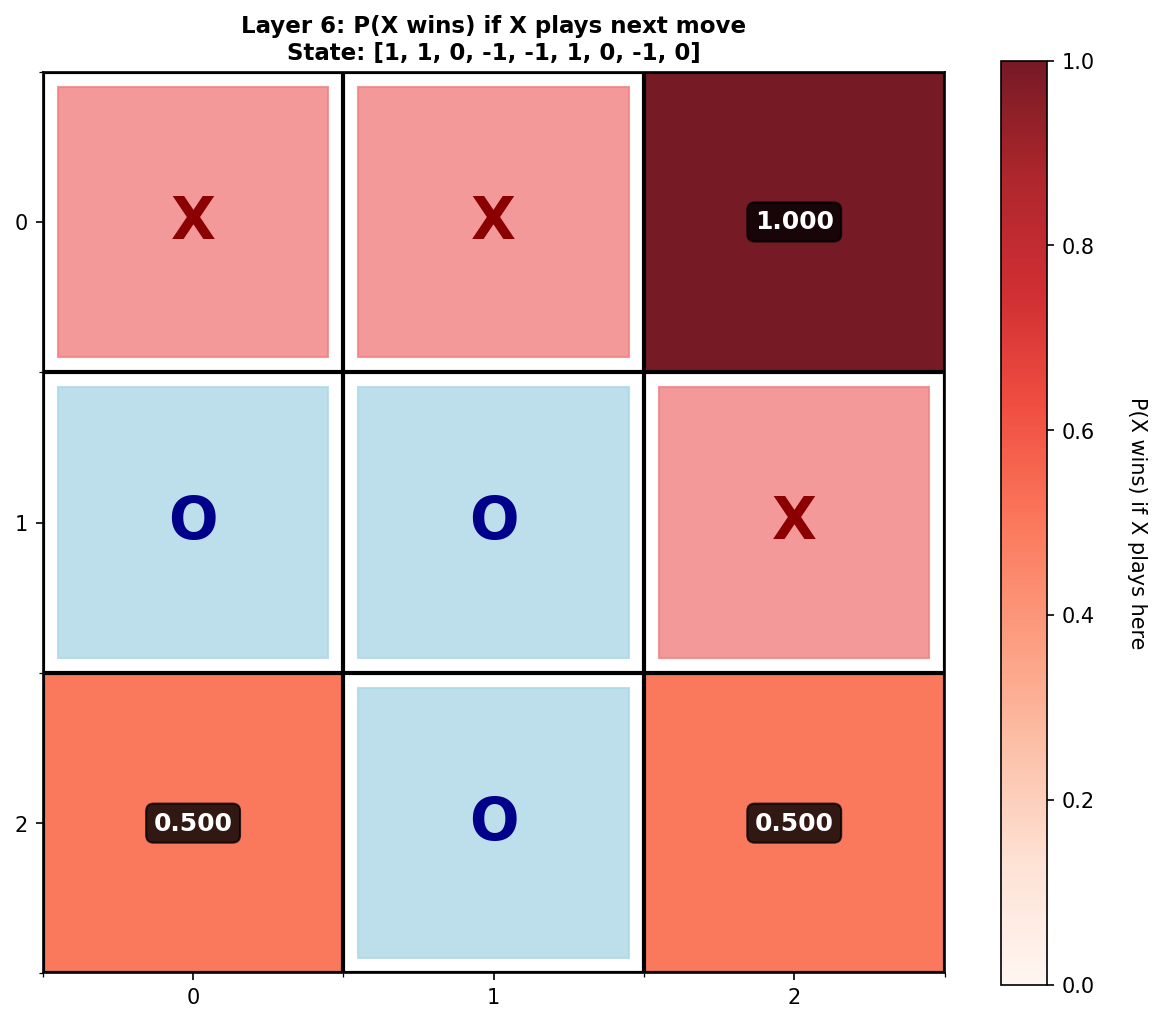 Layer 6: P(X wins) if X plays next move
State: [1, 1, 0, -1, -1, 1, 0, -1, 0]
0
X
X
1.000
1
O
O
X
2
0.500
O
0.500
0
1
2
1.0
0.8
0.6
0.4
0.2
0.0
P(X wins) if X plays here